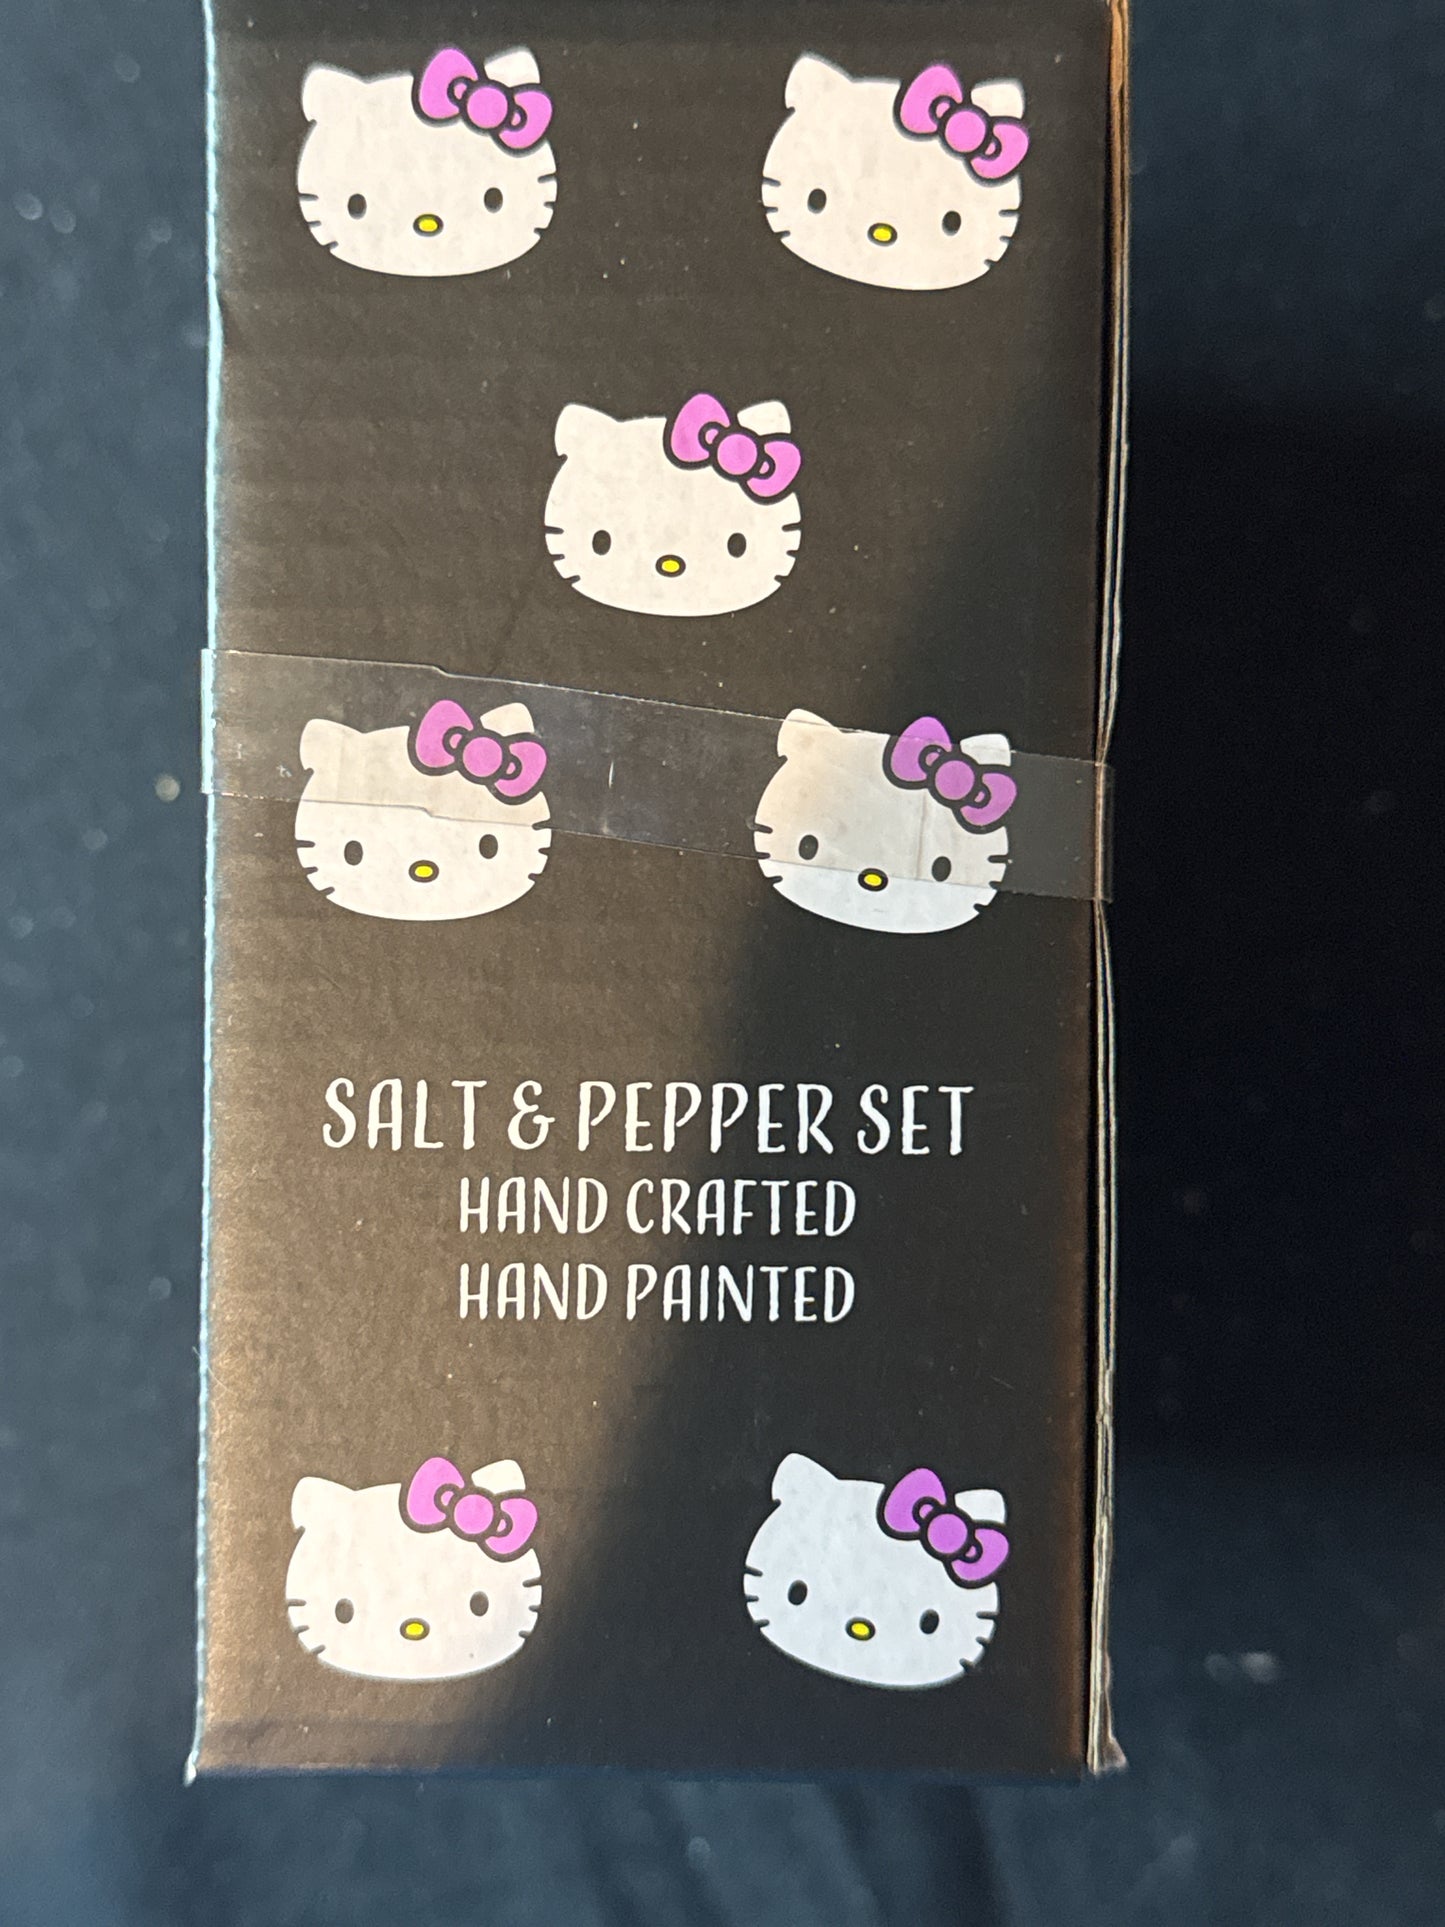 SALT & PEPPER SET
HAND CRAFTED
HAND PAINTED